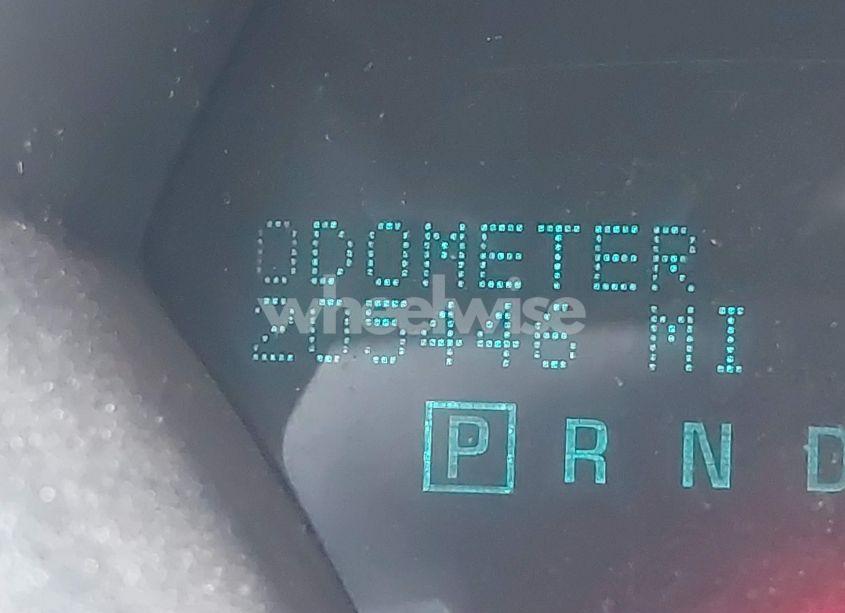 ODOMETER
205446 MI
wheelwise
P R N D